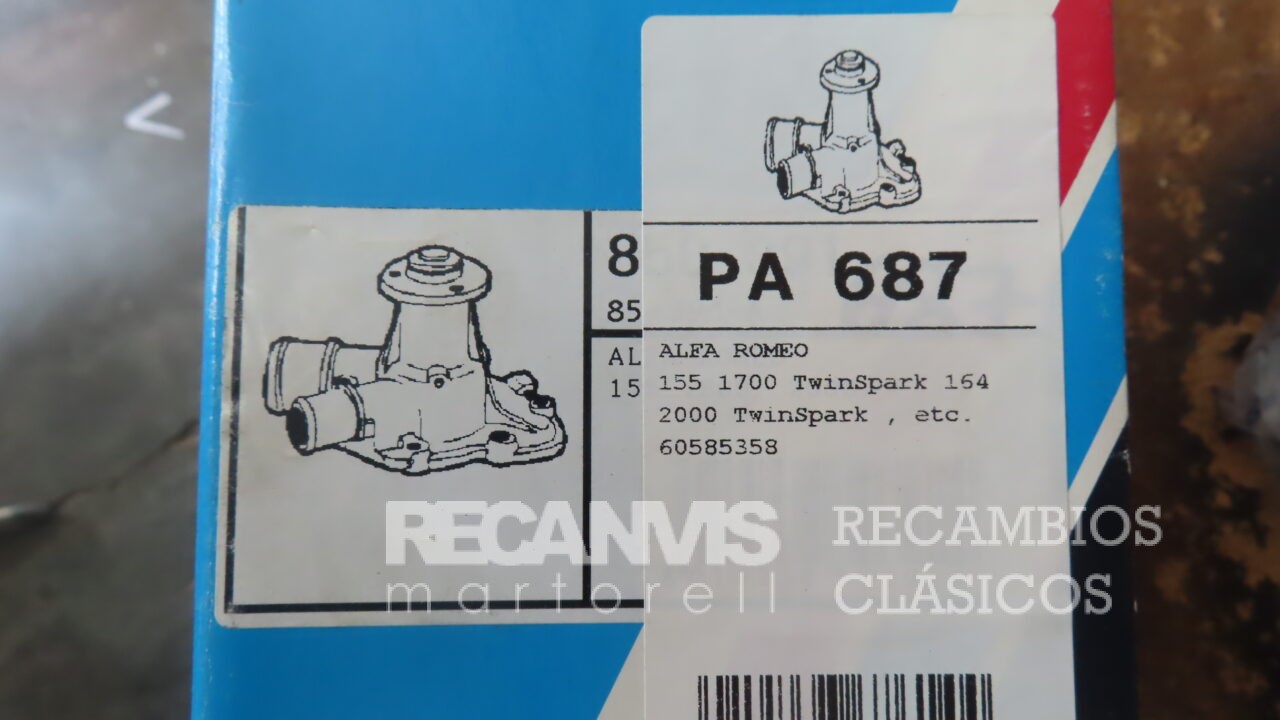 8
85
AL
15
PA 687
ALFA ROMEO
155 1700 TwinSpark 164
2000 TwinSpark , etc.
60585358
RECANVIS
martorell
RECAMBIOS
CLÁSICOS